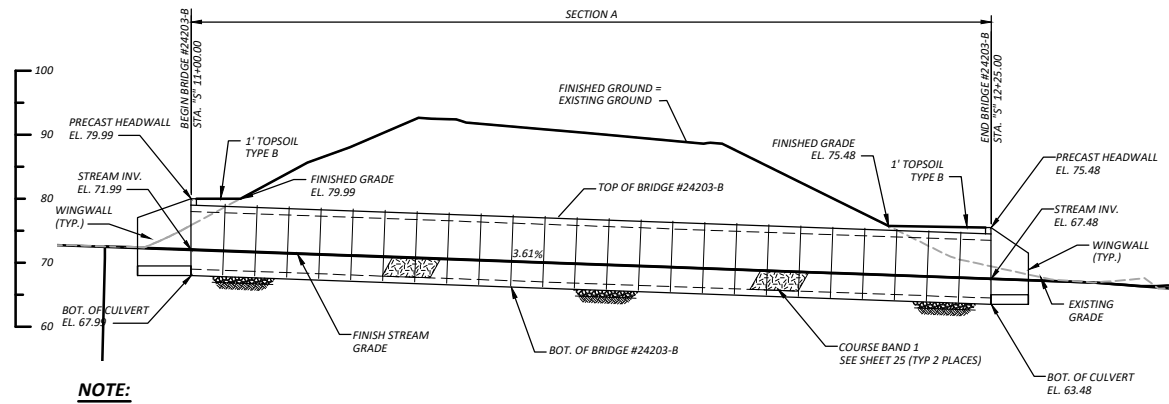 SECTION A
BEGIN BRIDGE #24203-B
STA. "S" 11+00.00
END BRIDGE #24203-B
STA. "S" 12+25.00
100
90
80
70
60
PRECAST HEADWALL
EL. 79.99
1' TOPSOIL
TYPE B
FINISHED GROUND =
EXISTING GROUND
FINISHED GRADE
EL. 75.48
1' TOPSOIL
TYPE B
PRECAST HEADWALL
EL. 75.48
STREAM INV.
EL. 71.99
FINISHED GRADE
EL. 79.99
TOP OF BRIDGE #24203-B
STREAM INV.
EL. 67.48
WINGWALL
(TYP.)
3.61%
WINGWALL
(TYP.)
BOT. OF CULVERT
EL. 67.99
FINISH STREAM
GRADE
BOT. OF BRIDGE #24203-B
COURSE BAND 1
SEE SHEET 25 (TYP 2 PLACES)
EXISTING
GRADE
BOT. OF CULVERT
EL. 63.48
NOTE: